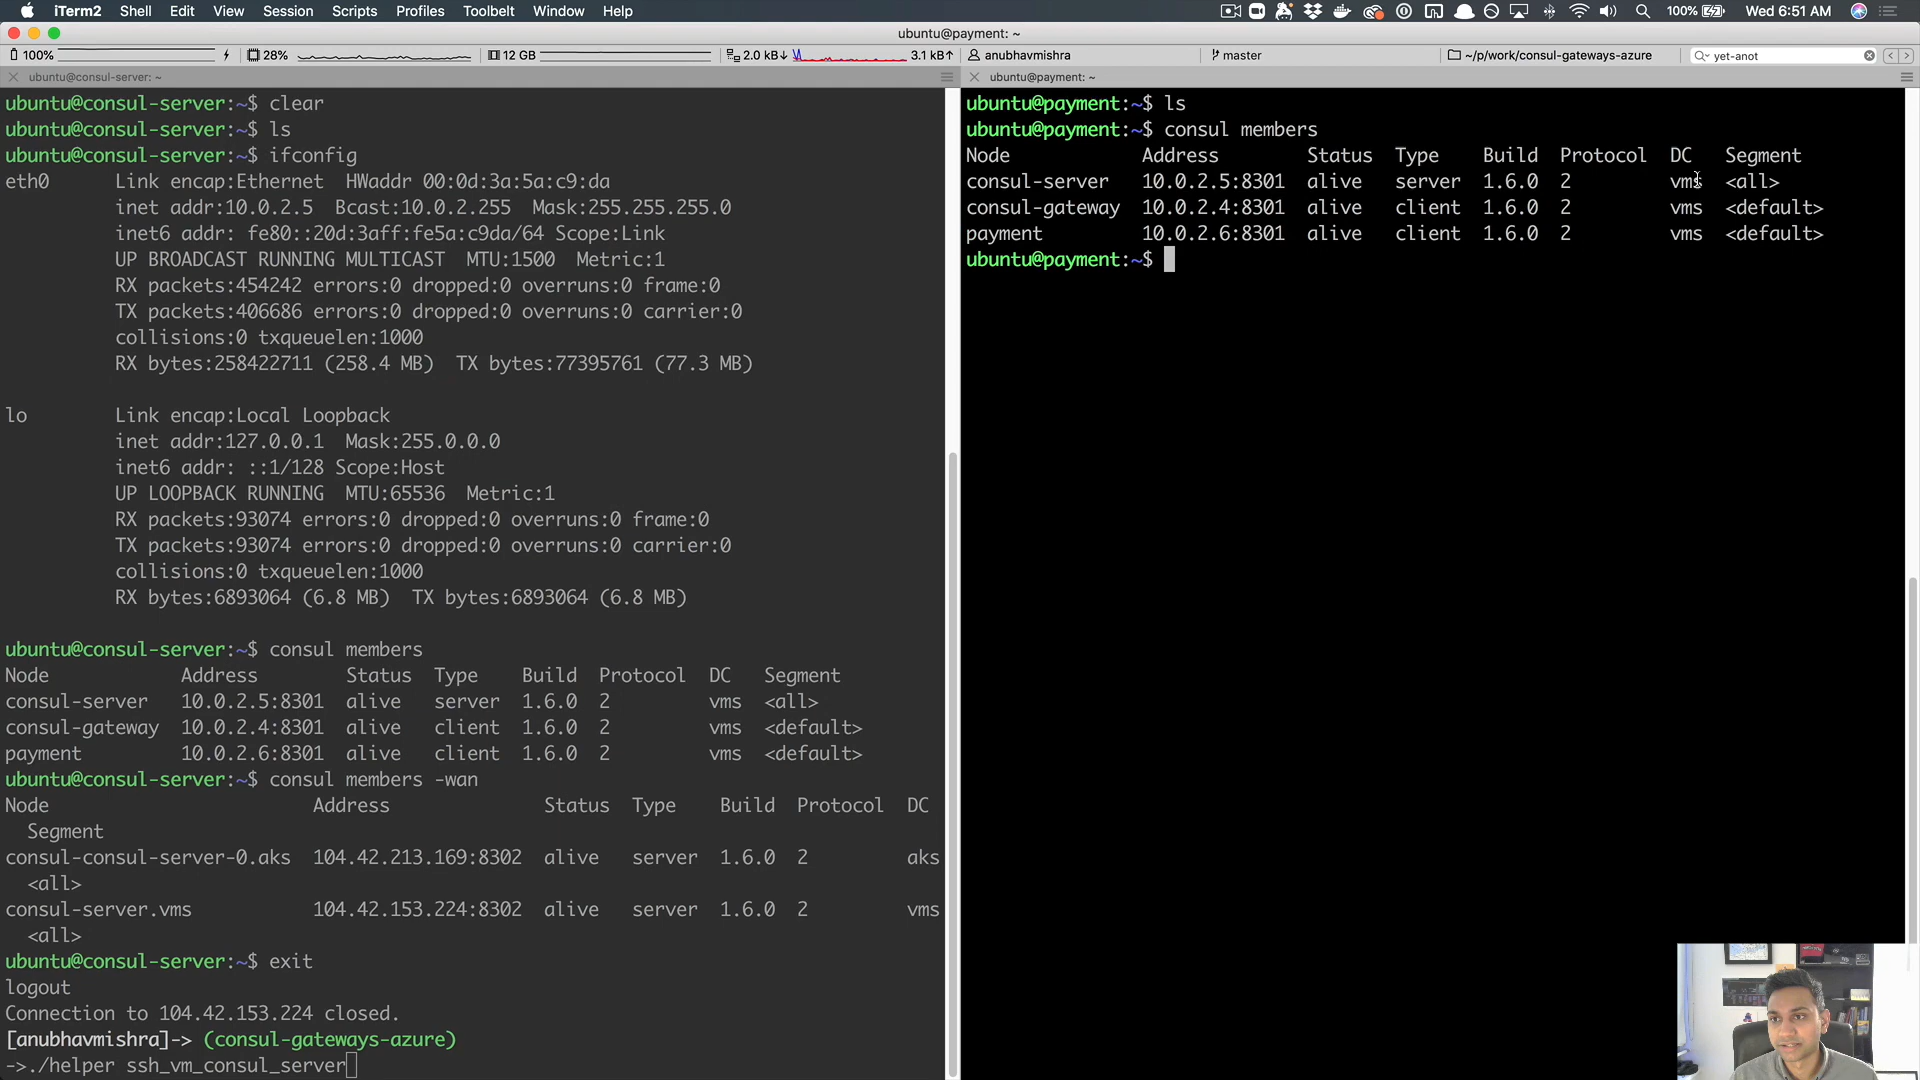 iTerm2 Shell Edit View Session Scripts Profiles Toolbelt Window Help 100% Wed 6:51 AM
ubuntu@payment: ~
100% 28% 12 GB 2.0 kB↓ 3.1 kB↑ anubhavmishra master ~/p/work/consul-gateways-azure yet-anot
ubuntu@consul-server: ~
ubuntu@consul-server:~$ clear
ubuntu@consul-server:~$ ls
ubuntu@consul-server:~$ ifconfig
eth0 Link encap:Ethernet HWaddr 00:0d:3a:5a:c9:da
inet addr:10.0.2.5 Bcast:10.0.2.255 Mask:255.255.255.0
inet6 addr: fe80::20d:3aff:fe5a:c9da/64 Scope:Link
UP BROADCAST RUNNING MULTICAST MTU:1500 Metric:1
RX packets:454242 errors:0 dropped:0 overruns:0 frame:0
TX packets:406686 errors:0 dropped:0 overruns:0 carrier:0
collisions:0 txqueuelen:1000
RX bytes:258422711 (258.4 MB) TX bytes:77395761 (77.3 MB)
lo Link encap:Local Loopback
inet addr:127.0.0.1 Mask:255.0.0.0
inet6 addr: ::1/128 Scope:Host
UP LOOPBACK RUNNING MTU:65536 Metric:1
RX packets:93074 errors:0 dropped:0 overruns:0 frame:0
TX packets:93074 errors:0 dropped:0 overruns:0 carrier:0
collisions:0 txqueuelen:1000
RX bytes:6893064 (6.8 MB) TX bytes:6893064 (6.8 MB)
ubuntu@consul-server:~$ consul members
Node Address Status Type Build Protocol DC Segment
consul-server 10.0.2.5:8301 alive server 1.6.0 2 vms <all>
consul-gateway 10.0.2.4:8301 alive client 1.6.0 2 vms <default>
payment 10.0.2.6:8301 alive client 1.6.0 2 vms <default>
ubuntu@consul-server:~$ consul members -wan
Node Address Status Type Build Protocol DC
Segment
consul-consul-server-0.aks 104.42.213.169:8302 alive server 1.6.0 2 aks
<all>
consul-server.vms 104.42.153.224:8302 alive server 1.6.0 2 vms
<all>
ubuntu@consul-server:~$ exit
logout
Connection to 104.42.153.224 closed.
[anubhavmishra]-> (consul-gateways-azure)
->./helper ssh_vm_consul_server
ubuntu@payment: ~
ubuntu@payment:~$ ls
ubuntu@payment:~$ consul members
Node Address Status Type Build Protocol DC Segment
consul-server 10.0.2.5:8301 alive server 1.6.0 2 vms <all>
consul-gateway 10.0.2.4:8301 alive client 1.6.0 2 vms <default>
payment 10.0.2.6:8301 alive client 1.6.0 2 vms <default>
ubuntu@payment:~$